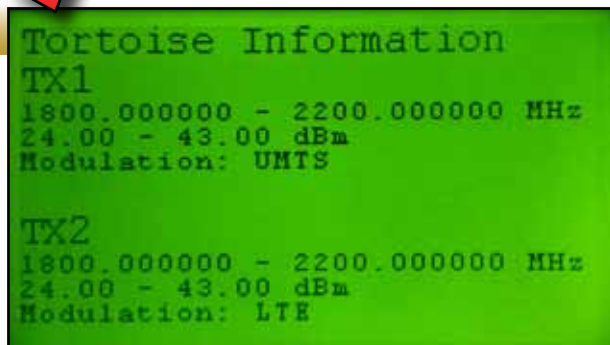 Tortoise Information
TX1
1800.000000 - 2200.000000 MHz
24.00 - 43.00 dBm
Modulation: UMTS
TX2
1800.000000 - 2200.000000 MHz
24.00 - 43.00 dBm
Modulation: LTE